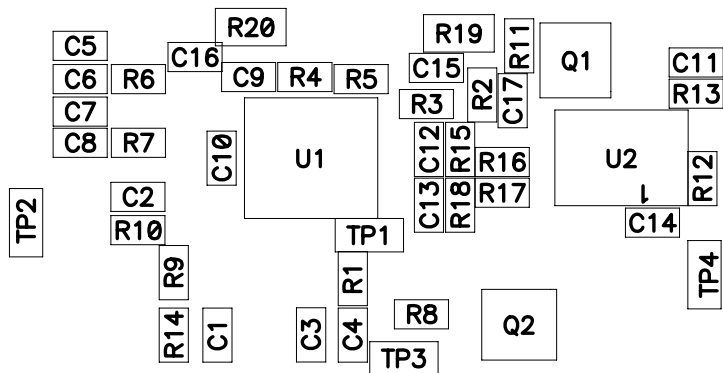 R20
R19
R11
Q1
C5
C16
C15
C11
C6
R6
C9
R4
R5
R2
C17
R13
R3
C7
C8
R7
C10
U1
C12
R15
R16
U2
R12
C2
C13
R18
R17
1
TP2
R10
TP1
C14
R9
R1
TP4
R14
C1
C3
C4
R8
Q2
TP3